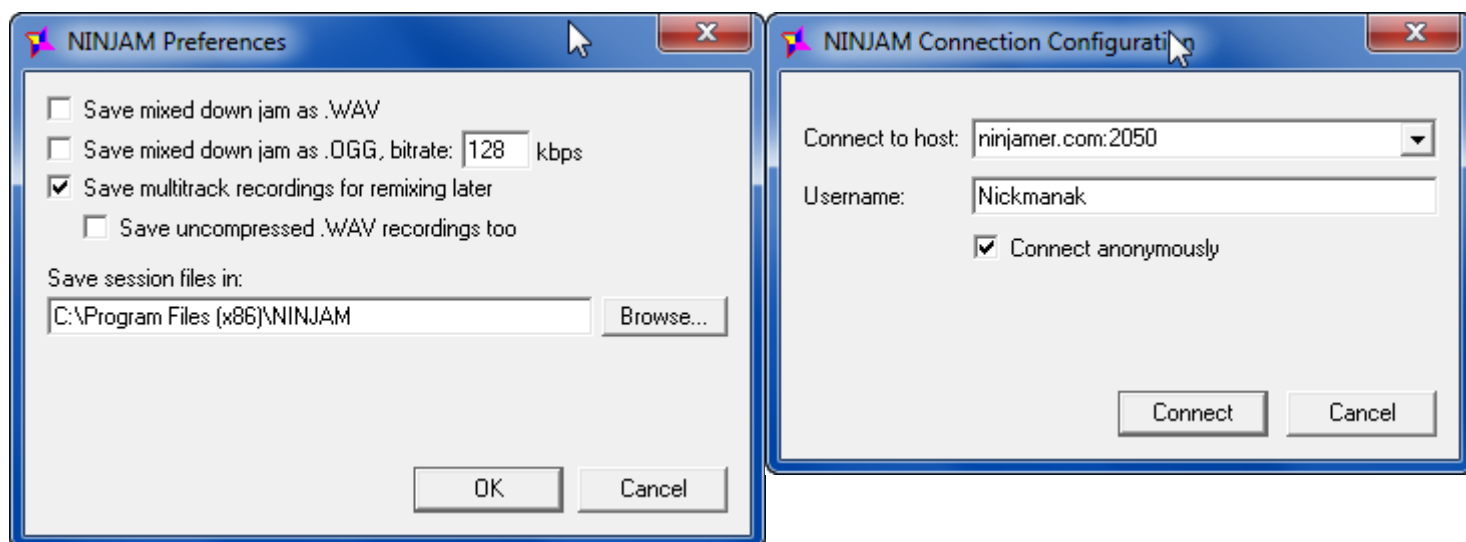 NINJAM Preferences
Save mixed down jam as .WAV
Save mixed down jam as .OGG, bitrate: 128 kbps
Save multitrack recordings for remixing later
Save uncompressed .WAV recordings too
Save session files in:
C:\Program Files (x86)\NINJAM
Browse...
OK
Cancel
NINJAM Connection Configuration
Connect to host: ninjamer.com:2050
Username: Nickmanak
Connect anonymously
Connect
Cancel